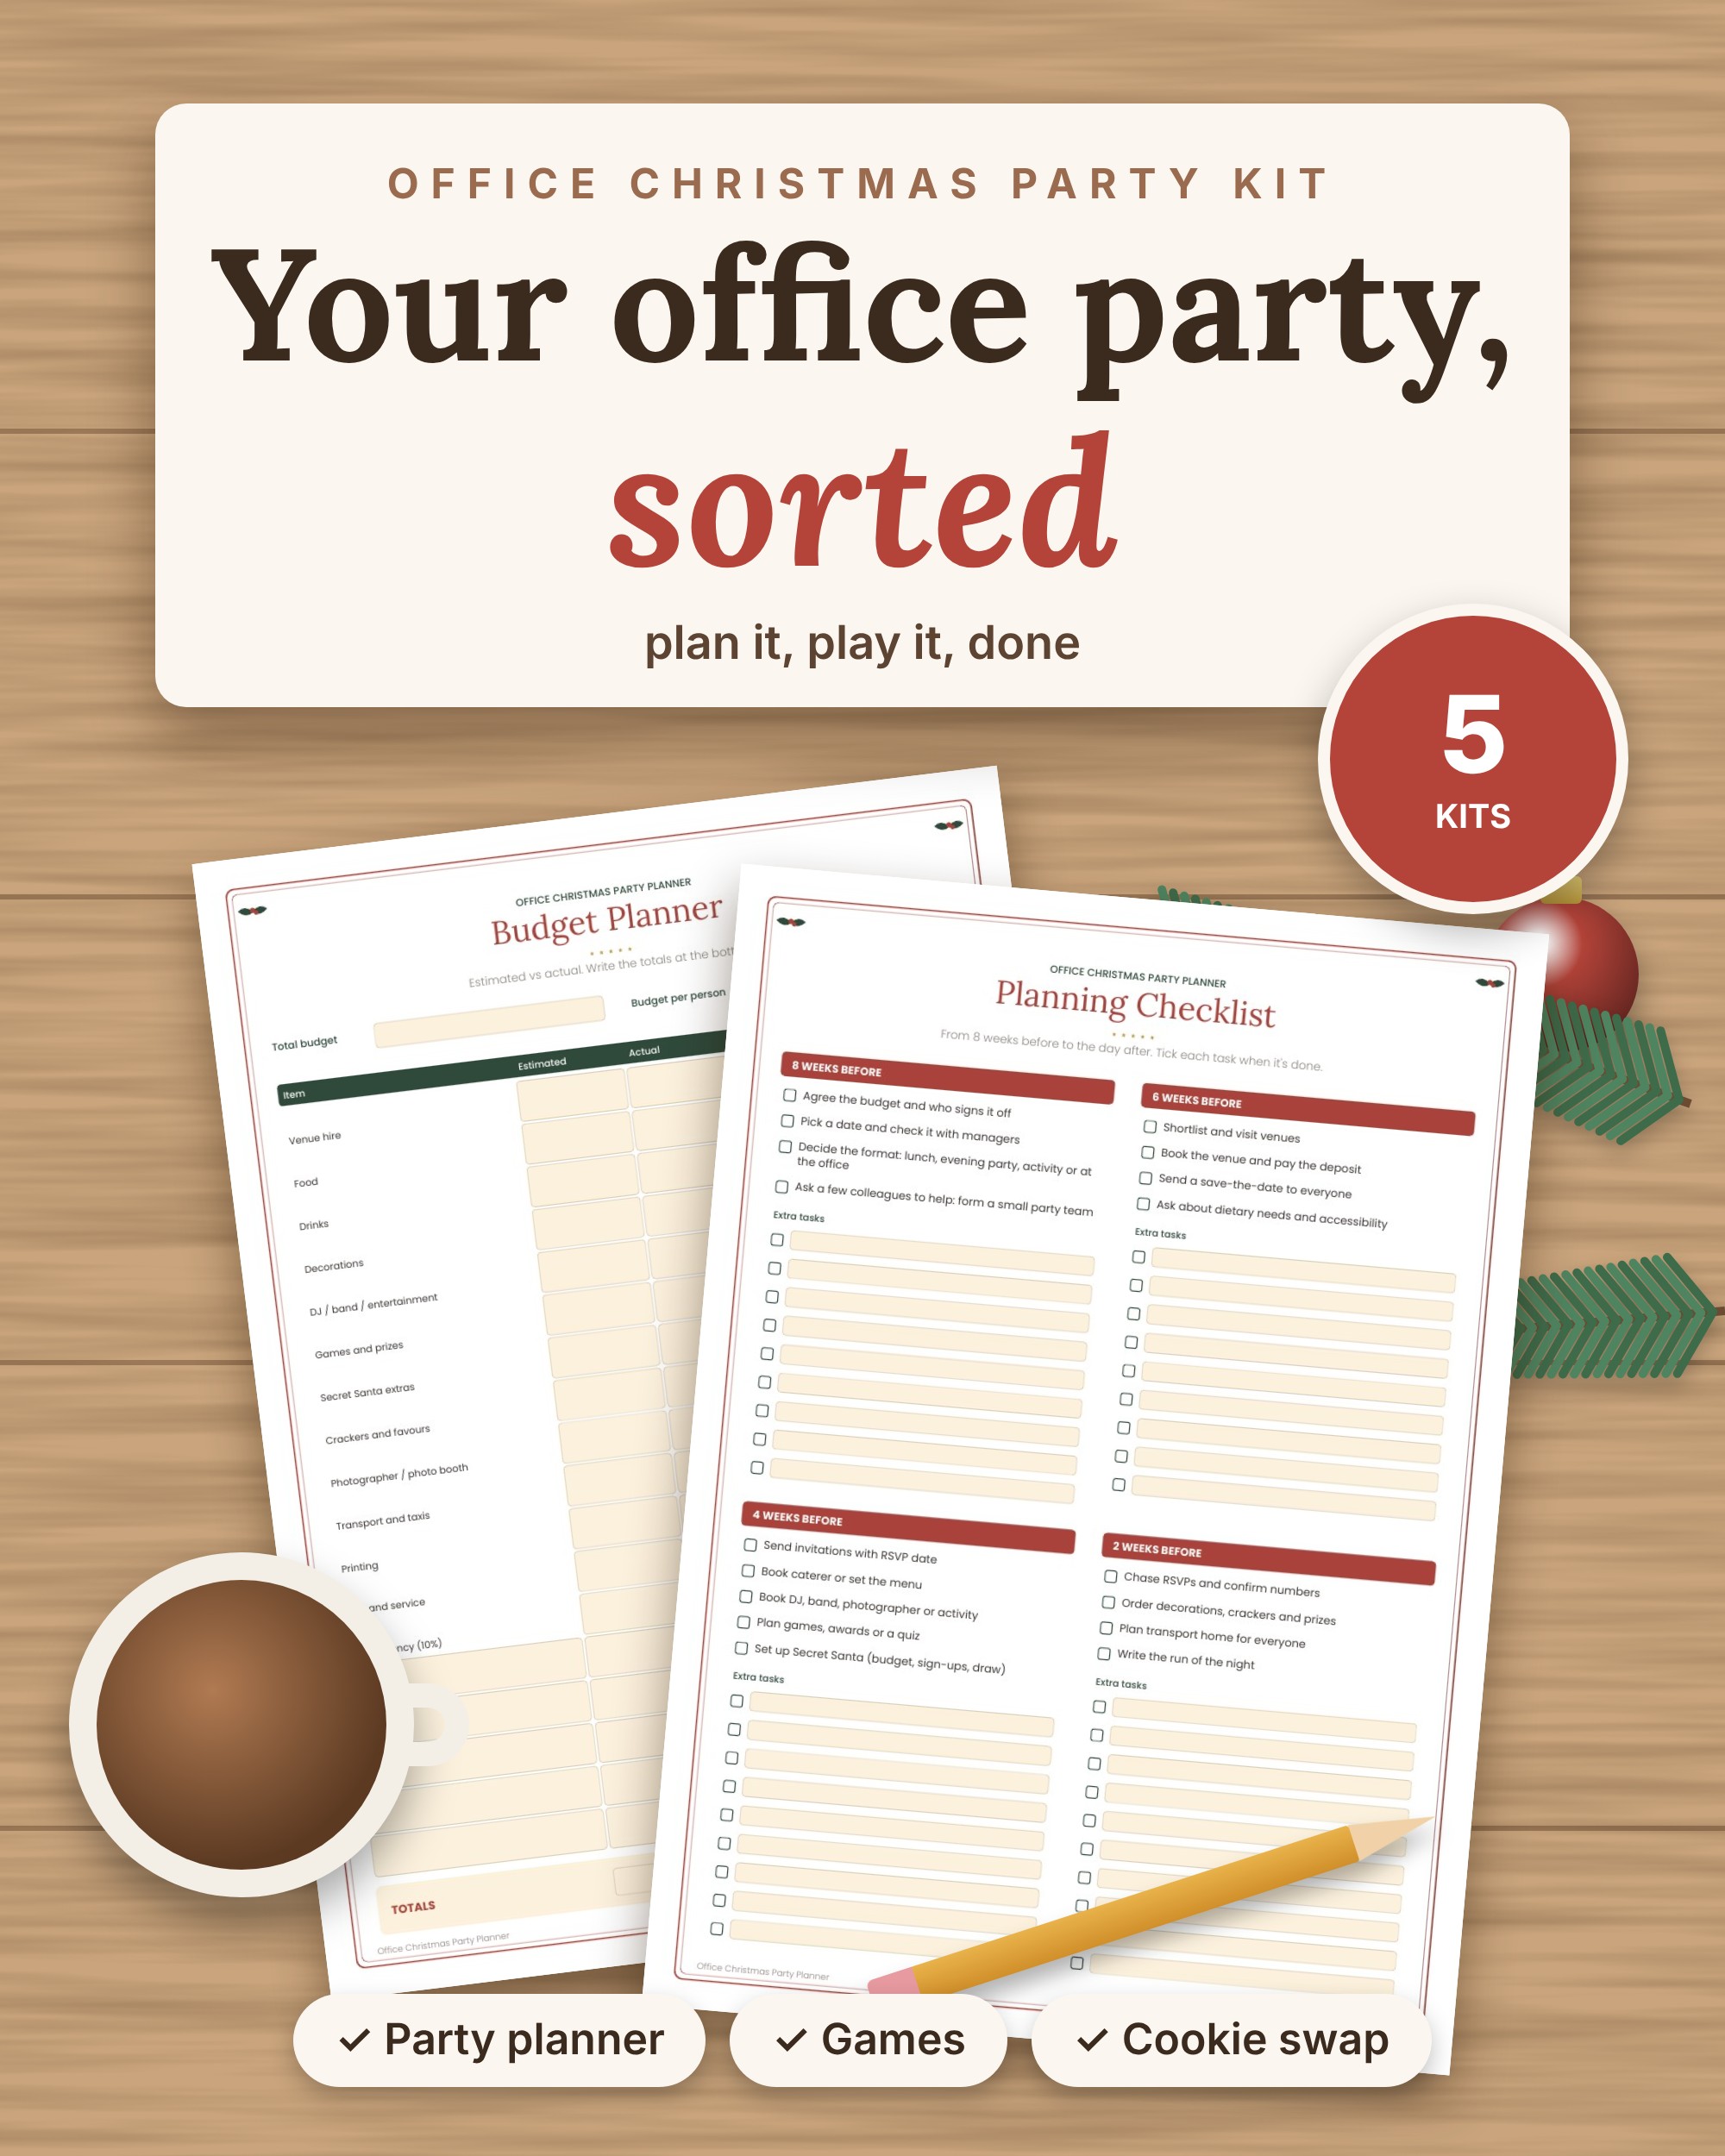 OFFICE CHRISTMAS PARTY KIT
Your office party,
sorted
plan it, play it, done
5
KITS
OFFICE CHRISTMAS PARTY PLANNER
Budget Planner
Estimated vs actual. Write the totals at the
Total budget
Budget per person
Item
Estimated
Actual
Venue hire
Food
Drinks
Decorations
DJ / band / entertainment
Games and prizes
Secret Santa extras
Crackers and favours
Photographer / photo booth
Transport and taxis
Printing
and service
(10%)
TOTALS
Office Christmas Party Planner
OFFICE CHRISTMAS PARTY PLANNER
Planning Checklist
From 8 weeks before to the day after. Tick each task when it's done.
8 WEEKS BEFORE
Agree the budget and who signs it off
Pick a date and check it with managers
Decide the format: lunch, evening party, activity or at
the office
Ask a few colleagues to help: form a small party team
Extra tasks
6 WEEKS BEFORE
Shortlist and visit venues
Book the venue and pay the deposit
Send a save-the-date to everyone
Ask about dietary needs and accessibility
Extra tasks
4 WEEKS BEFORE
Send invitations with RSVP date
Book caterer or set the menu
Book DJ, band, photographer or activity
Plan games, awards or a quiz
Set up Secret Santa (budget, sign-ups, draw)
Extra tasks
2 WEEKS BEFORE
Chase RSVPs and confirm numbers
Order decorations, crackers and prizes
Plan transport home for everyone
Write the run of the night
Extra tasks
Office Christmas Party Planner
✓ Party planner
✓ Games
✓ Cookie swap